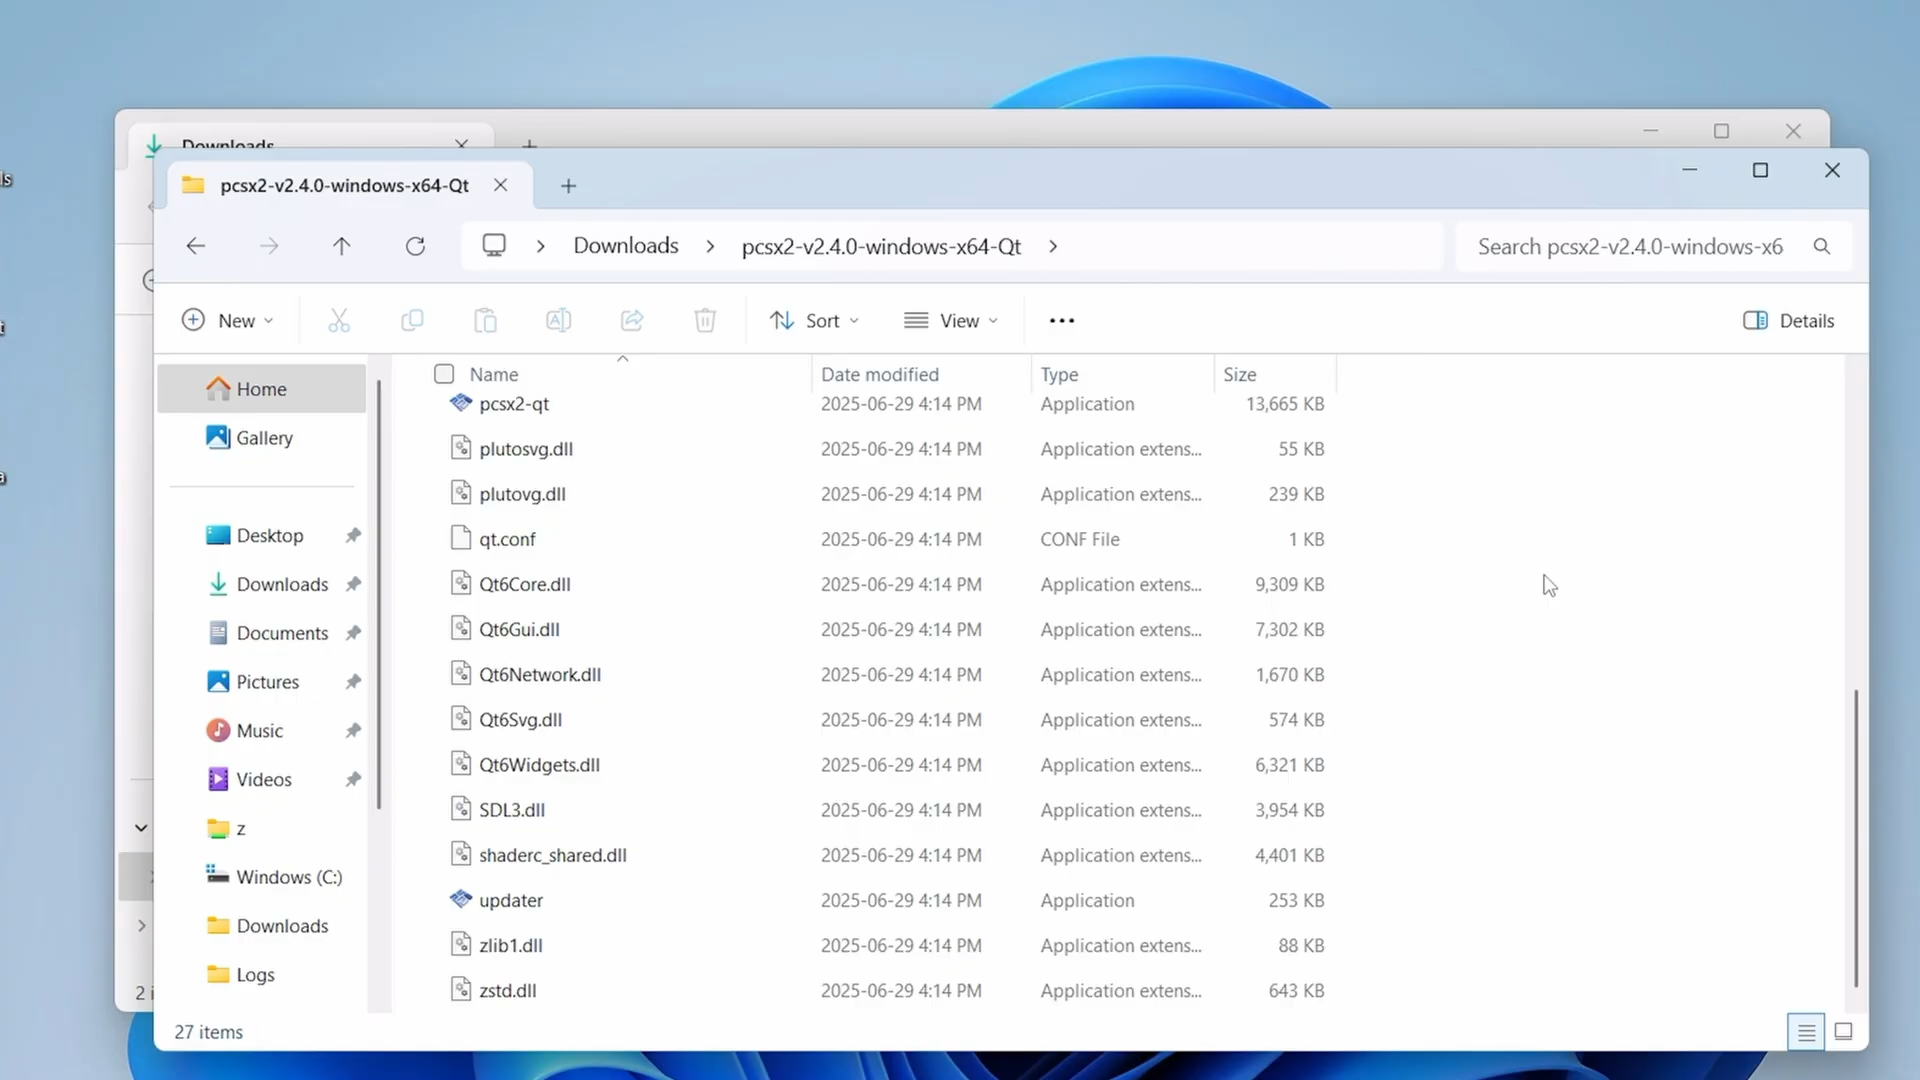 ls
t
a
Downloads
pcsx2-v2.4.0-windows-x64-Qt
Downloads
pcsx2-v2.4.0-windows-x64-Qt
Search pcsx2-v2.4.0-windows-x6
New
Sort
View
Details
Home
Gallery
Desktop
Downloads
Documents
Pictures
Music
Videos
z
Windows (C:)
Downloads
Logs
Name Date modified Type Size
pcsx2-qt 2025-06-29 4:14 PM Application 13,665 KB
plutosvg.dll 2025-06-29 4:14 PM Application extens... 55 KB
plutovg.dll 2025-06-29 4:14 PM Application extens... 239 KB
qt.conf 2025-06-29 4:14 PM CONF File 1 KB
Qt6Core.dll 2025-06-29 4:14 PM Application extens... 9,309 KB
Qt6Gui.dll 2025-06-29 4:14 PM Application extens... 7,302 KB
Qt6Network.dll 2025-06-29 4:14 PM Application extens... 1,670 KB
Qt6Svg.dll 2025-06-29 4:14 PM Application extens... 574 KB
Qt6Widgets.dll 2025-06-29 4:14 PM Application extens... 6,321 KB
SDL3.dll 2025-06-29 4:14 PM Application extens... 3,954 KB
shaderc_shared.dll 2025-06-29 4:14 PM Application extens... 4,401 KB
updater 2025-06-29 4:14 PM Application 253 KB
zlib1.dll 2025-06-29 4:14 PM Application extens... 88 KB
zstd.dll 2025-06-29 4:14 PM Application extens... 643 KB
2 i
27 items